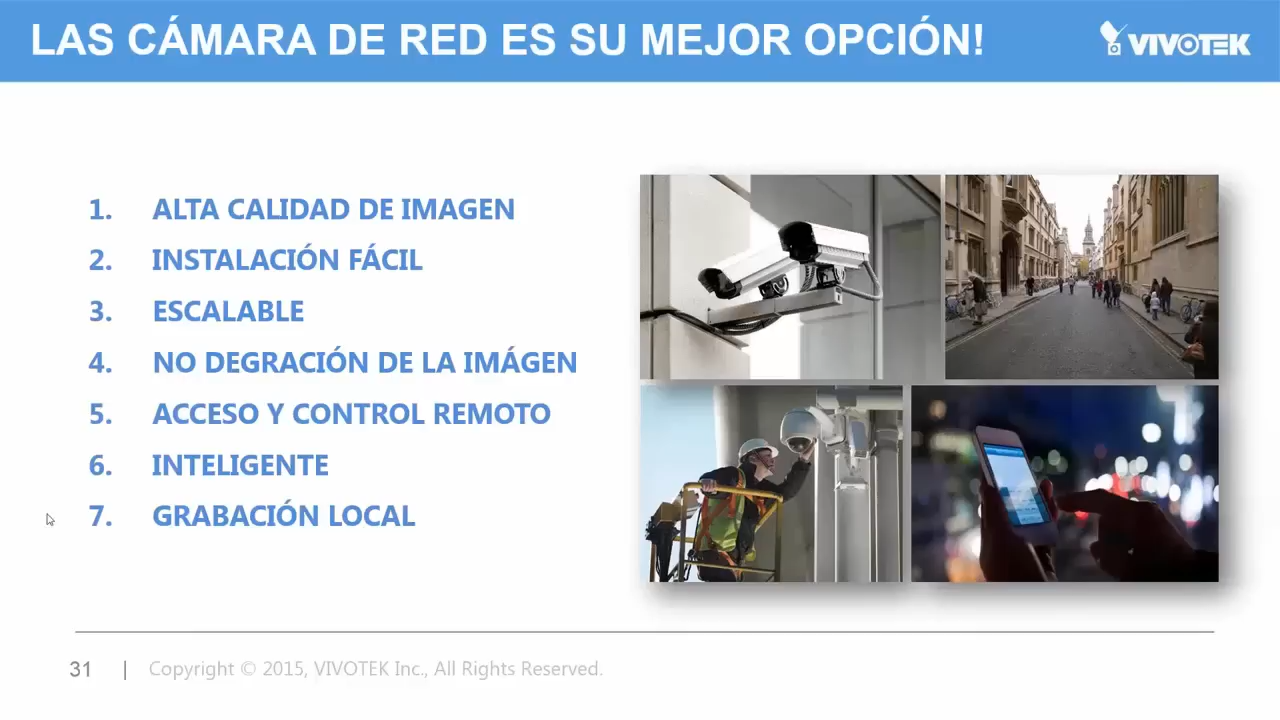 LAS CÁMARA DE RED ES SU MEJOR OPCIÓN!
VIVOTEK
1. ALTA CALIDAD DE IMAGEN
2. INSTALACIÓN FÁCIL
3. ESCALABLE
4. NO DEGRACIÓN DE LA IMÁGEN
5. ACCESO Y CONTROL REMOTO
6. INTELIGENTE
7. GRABACIÓN LOCAL
31 | Copyright © 2015, VIVOTEK Inc., All Rights Reserved.